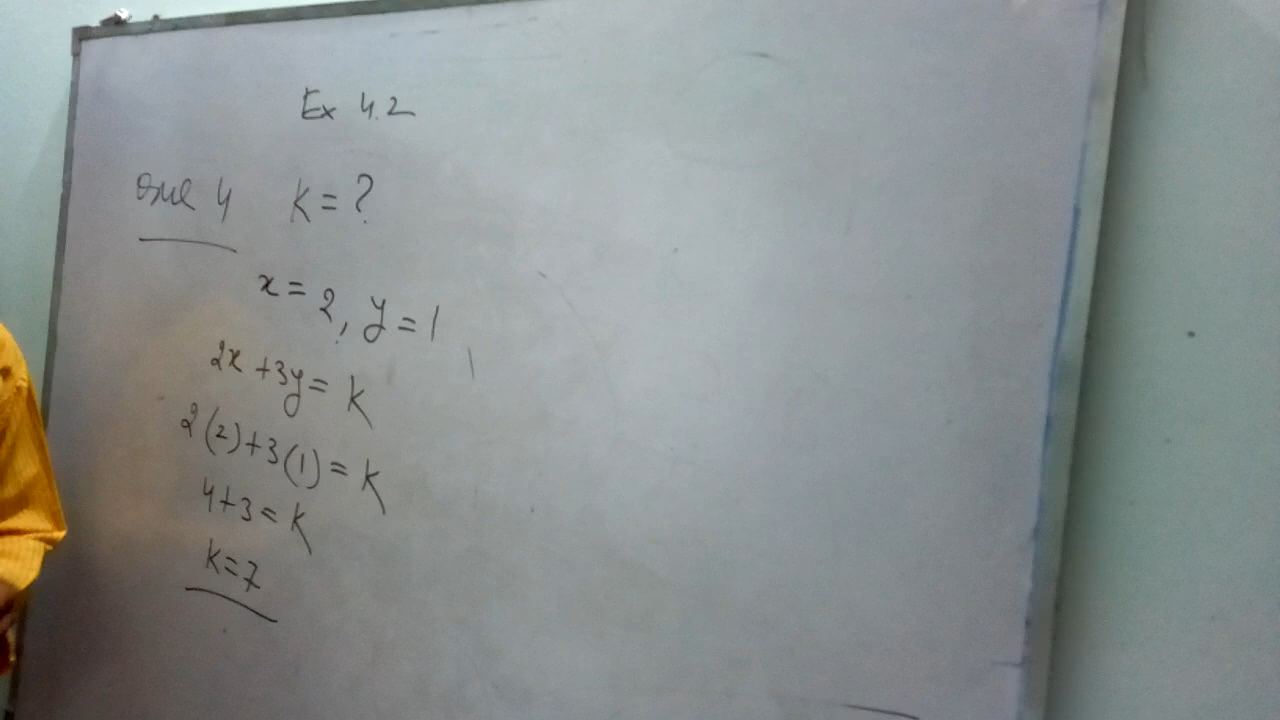 Ex 4.2
Que 4 K = ?
x = 2, y = 1
2x + 3y = K
2(2) + 3(1) = K
4 + 3 = K
K = 7